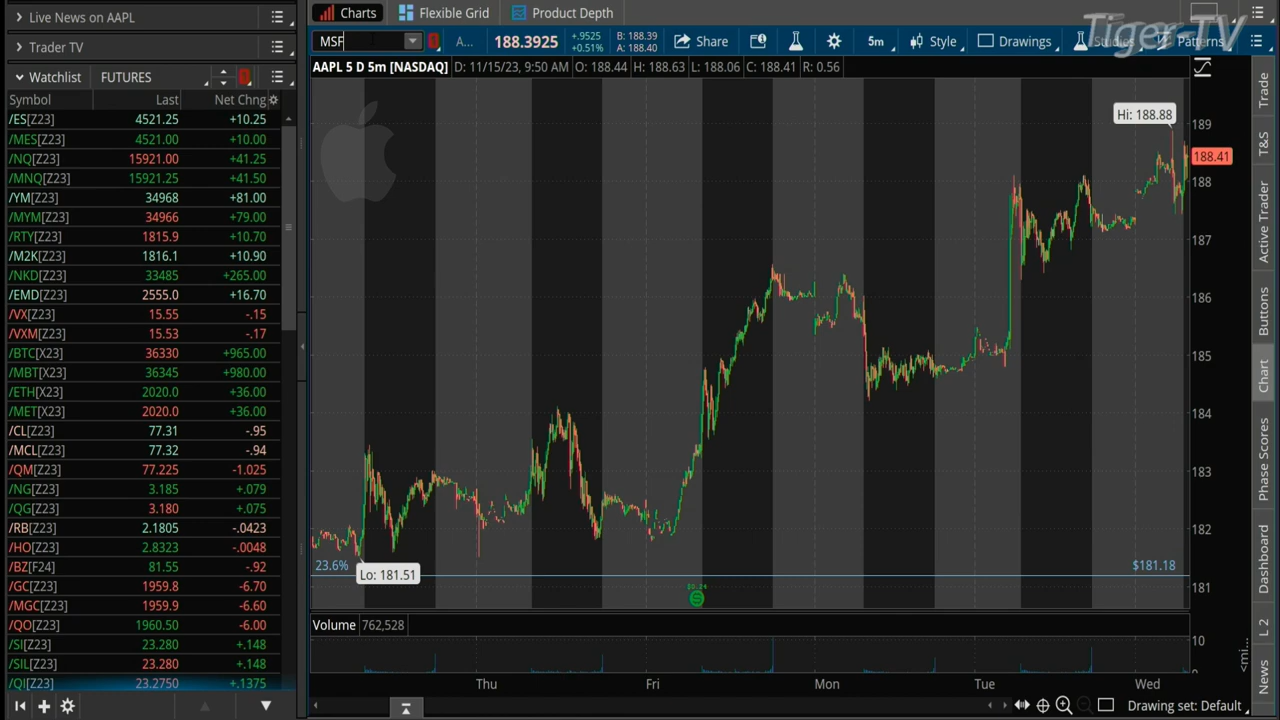 Live News on AAPL
Charts
Flexible Grid
Product Depth
Tiger TV
Trader TV
MSF
A...
188.3925
+.9525
+0.51%
B: 188.39
A: 188.40
Share
5m
Style
Drawings
Studies
Patterns
Watchlist
FUTURES
AAPL 5 D 5m [NASDAQ]
D: 11/15/23, 9:50 AM
O: 188.44
H: 188.63
L: 188.06
C: 188.41
R: 0.56
Symbol Last Net Chng
/ES[Z23] 4521.25 +10.25
/MES[Z23] 4521.00 +10.00
/NQ[Z23] 15921.00 +41.25
/MNQ[Z23] 15921.25 +41.50
/YM[Z23] 34968 +81.00
/MYM[Z23] 34966 +79.00
/RTY[Z23] 1815.9 +10.70
/M2K[Z23] 1816.1 +10.90
/NKD[Z23] 33485 +265.00
/EMD[Z23] 2555.0 +16.70
/VX[Z23] 15.55 -.15
/VXM[Z23] 15.53 -.17
/BTC[X23] 36330 +965.00
/MBT[X23] 36345 +980.00
/ETH[X23] 2020.0 +36.00
/MET[X23] 2020.0 +36.00
/CL[Z23] 77.31 -.95
/MCL[Z23] 77.32 -.94
/QM[Z23] 77.225 -1.025
/NG[Z23] 3.185 +.079
/QG[Z23] 3.180 +.075
/RB[Z23] 2.1805 -.0423
/HO[Z23] 2.8323 -.0048
/BZ[F24] 81.55 -.92
/GC[Z23] 1959.8 -6.70
/MGC[Z23] 1959.9 -6.60
/QO[Z23] 1960.50 -6.00
/SI[Z23] 23.280 +.148
/SIL[Z23] 23.280 +.148
/QI[Z23] 23.2750 +.1375
Hi: 188.88
189
188.41
188
187
186
185
184
183
182
181
23.6%
Lo: 181.51
$181.18
$0.24
Volume 762,528
10
0
<mi...
Thu
Fri
Mon
Tue
Wed
Drawing set: Default
Trade
T&S
Active Trader
Buttons
Chart
Phase Scores
Dashboard
L 2
News